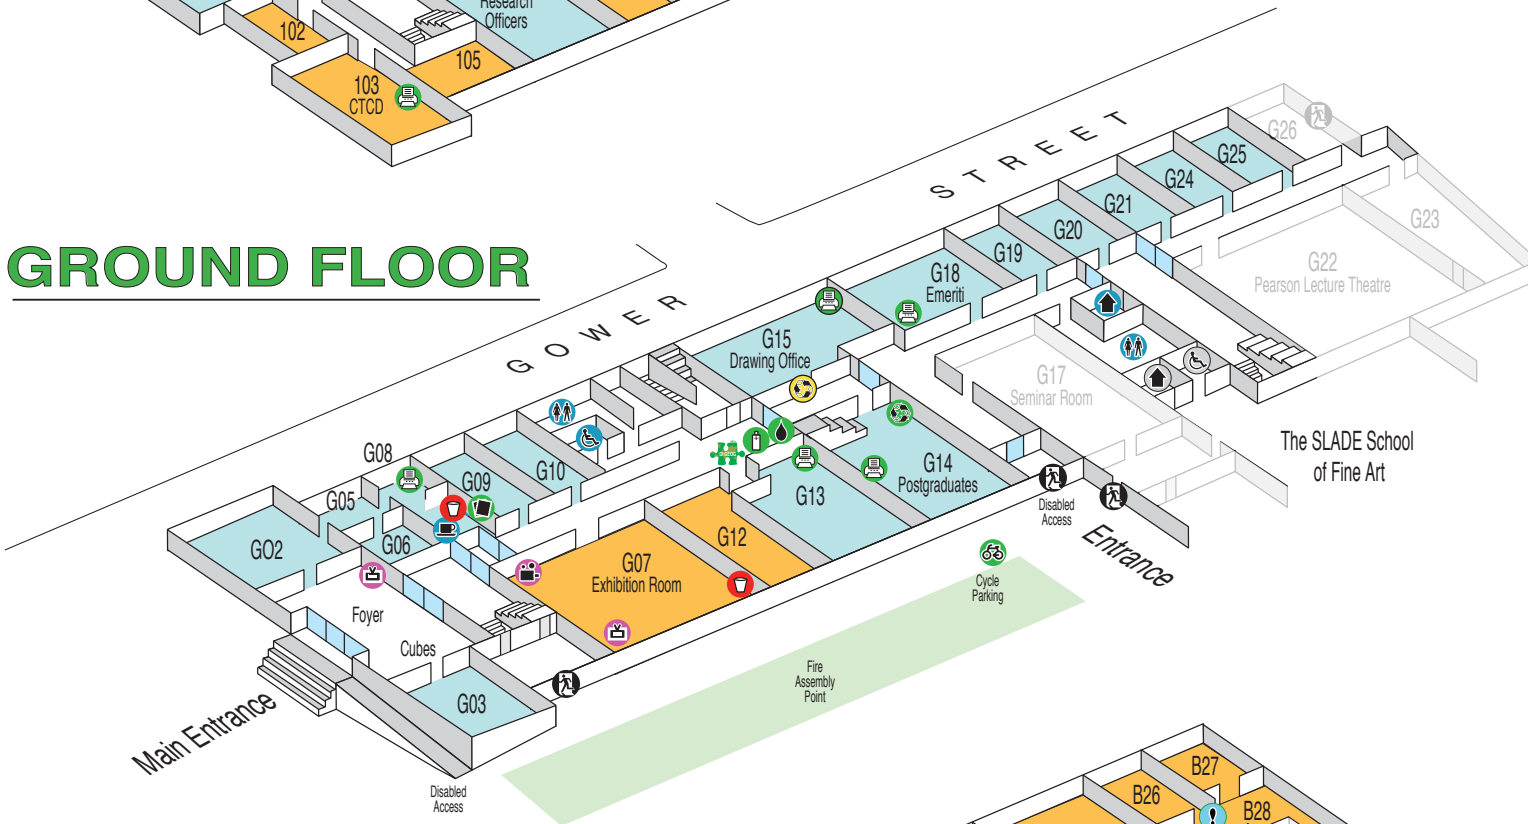 Research
Officers
102
105
103
CTCD
GROUND FLOOR
GOWER
STREET
G26
G25
G24
G23
G21
G20
G22
Pearson Lecture Theatre
G19
G18
Emeriti
G15
Drawing Office
G17
Seminar Room
The SLADE School
of Fine Art
G08
G09
G10
G14
Postgraduates
G13
G05
G06
GO2
G12
G07
Exhibition Room
Disabled
Access
Entrance
Cycle
Parking
Foyer
Cubes
G03
Fire
Assembly
Point
Main Entrance
Disabled
Access
B27
B26
B28